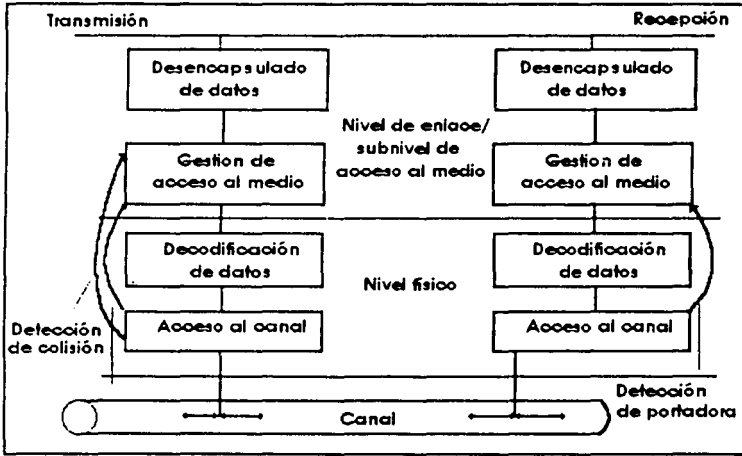 Transmisión
Recepción
Desencapsulado
de datos
Desencapsulado
de datos
Nivel de enlace/
subnivel de
acceso al medio
Gestion de
acceso al medio
Gestion de
acceso al medio
Decodificación
de datos
Nivel físico
Decodificación
de datos
Acceso al canal
Acceso al canal
Detección
de colisión
Detección
de portadora
Canal